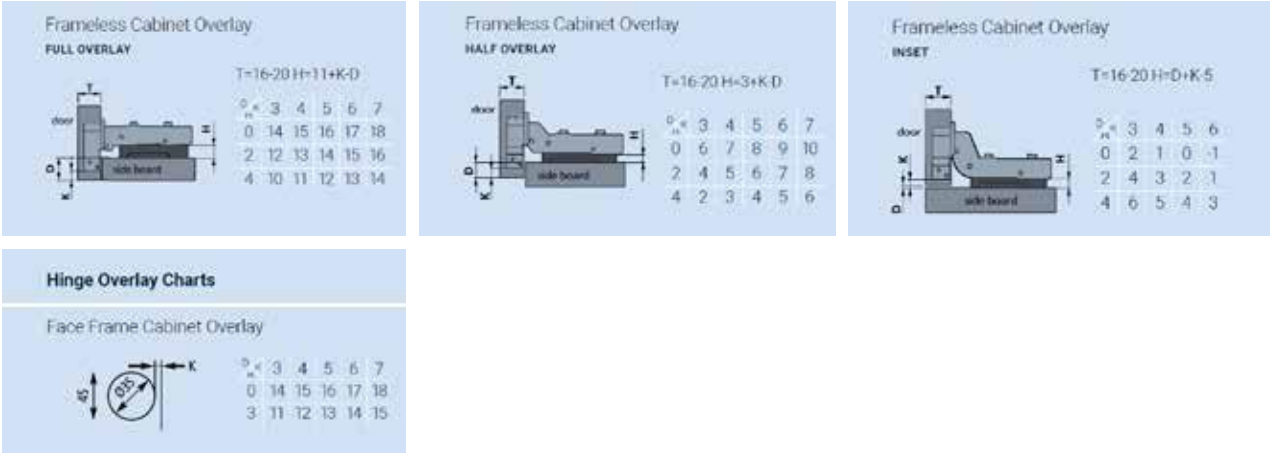 Frameless Cabinet Overlay
FULL OVERLAY
T=16-20 H=11+K-D
T
door
H
D
side board
K
D K 3 4 5 6 7
H
0 14 15 16 17 18
2 12 13 14 15 16
4 10 11 12 13 14
Frameless Cabinet Overlay
HALF OVERLAY
T=16-20 H=3+K-D
T
door
H
D
side board
K
D K 3 4 5 6 7
H
0 6 7 8 9 10
2 4 5 6 7 8
4 2 3 4 5 6
Frameless Cabinet Overlay
INSET
T=16-20 H=D+K-5
T
door
K
H
side board
D
D K 3 4 5 6
H
0 2 1 0 -1
2 4 3 2 1
4 6 5 4 3
Hinge Overlay Charts
Face Frame Cabinet Overlay
K
45
Ø35
D K 3 4 5 6 7
H
0 14 15 16 17 18
3 11 12 13 14 15